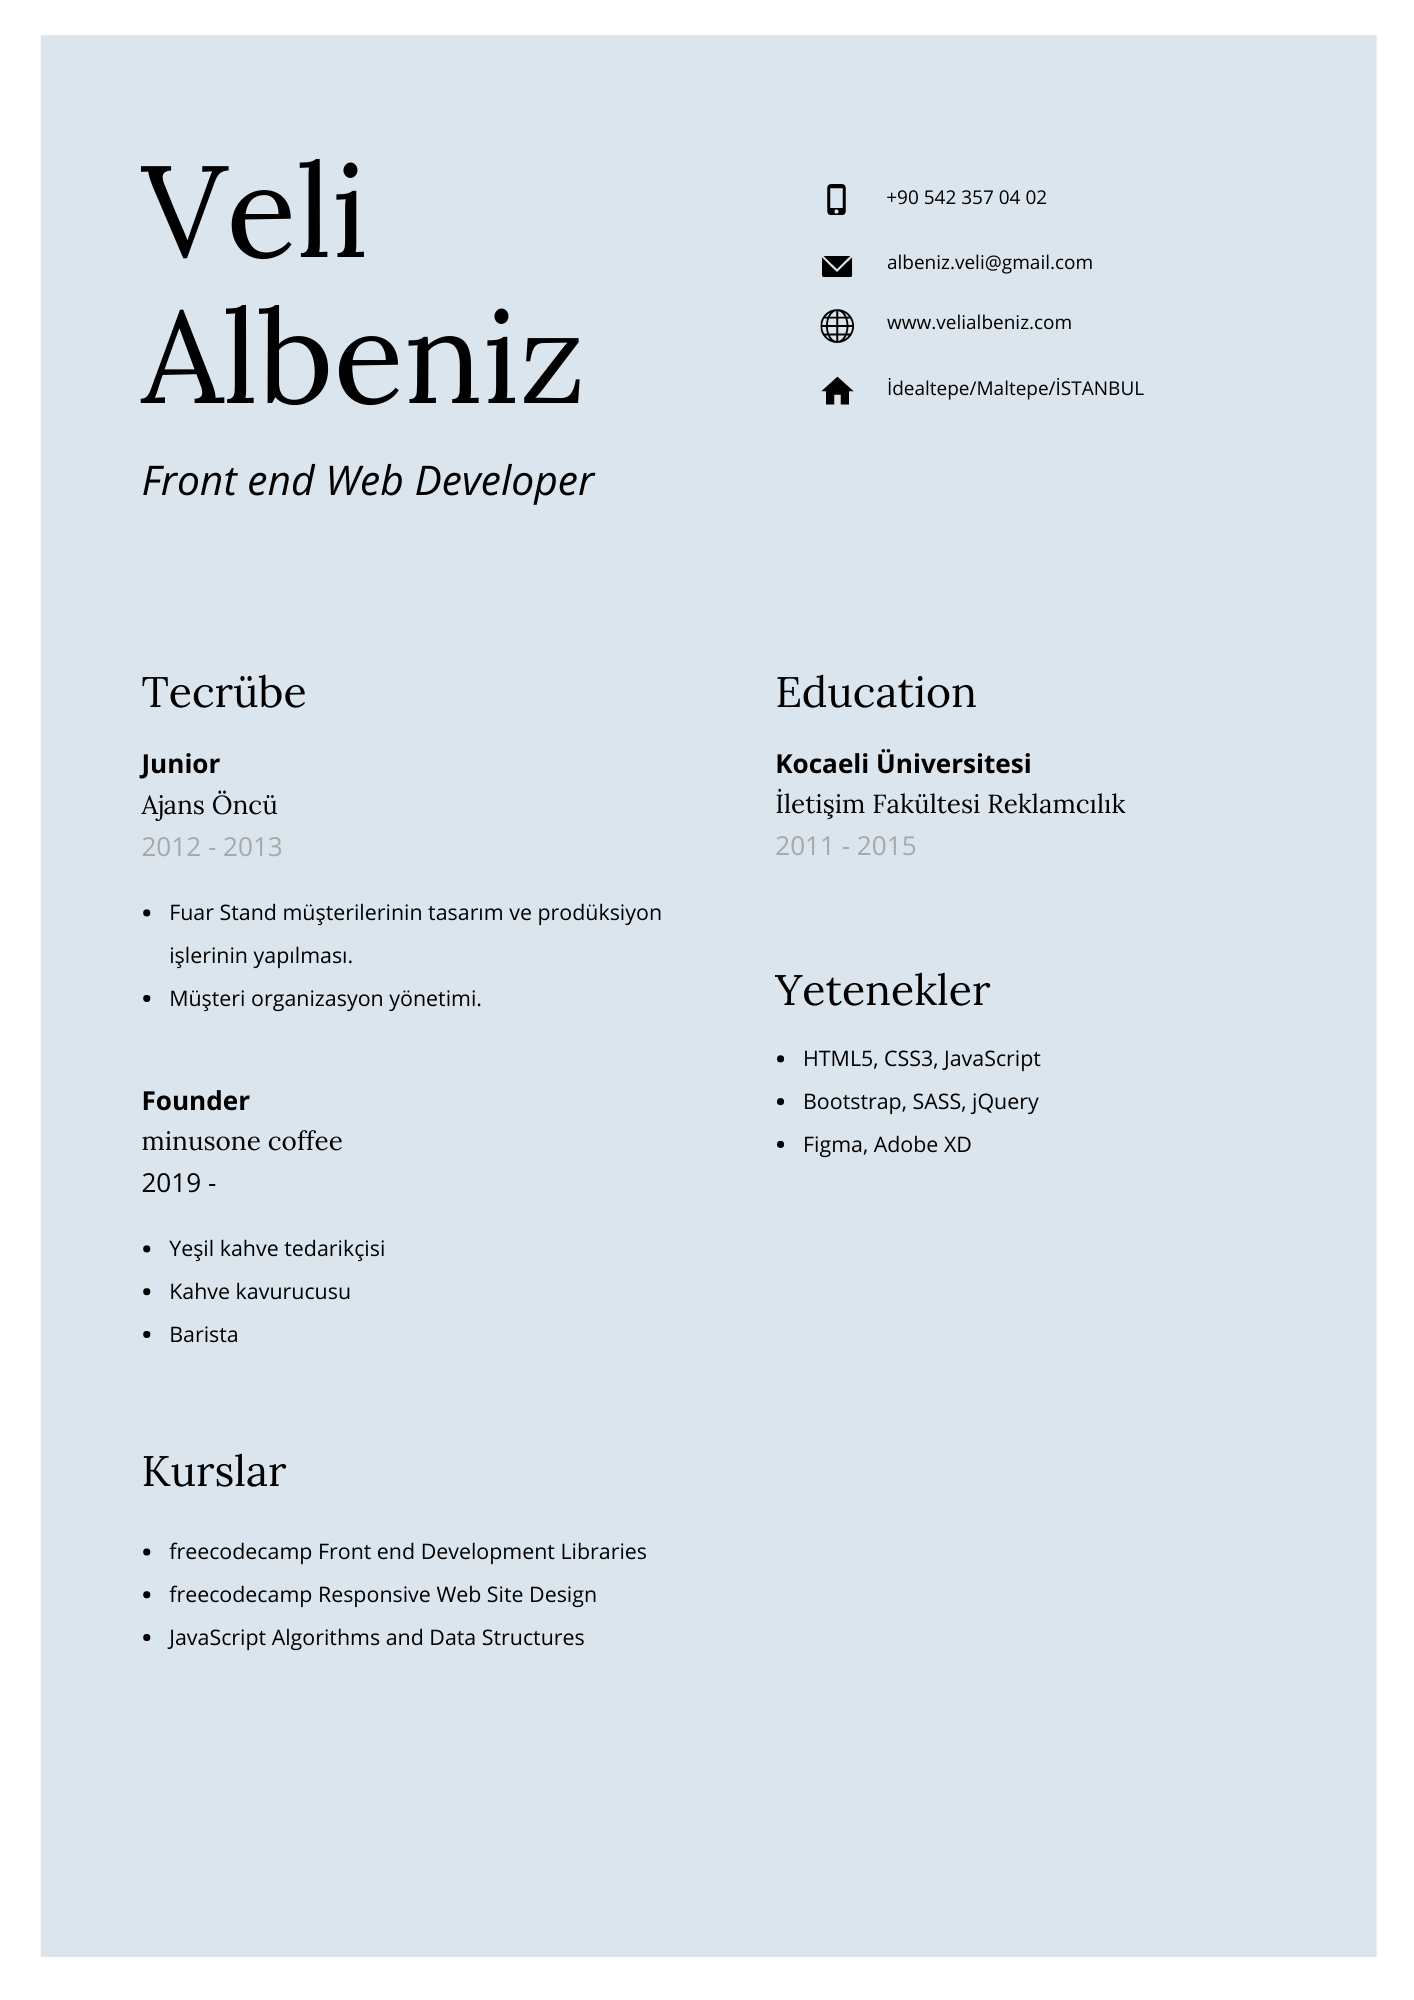 Veli
Albeniz
Front end Web Developer
+90 542 357 04 02
albeniz.veli@gmail.com
www.velialbeniz.com
İdealtepe/Maltepe/İSTANBUL
Tecrübe
Junior
Ajans Öncü
2012 - 2013
• Fuar Stand müşterilerinin tasarım ve prodüksiyon
işlerinin yapılması.
• Müşteri organizasyon yönetimi.
Founder
minusone coffee
2019 -
• Yeşil kahve tedarikçisi
• Kahve kavurucusu
• Barista
Kurslar
• freecodecamp Front end Development Libraries
• freecodecamp Responsive Web Site Design
• JavaScript Algorithms and Data Structures
Education
Kocaeli Üniversitesi
İletişim Fakültesi Reklamcılık
2011 - 2015
Yetenekler
• HTML5, CSS3, JavaScript
• Bootstrap, SASS, jQuery
• Figma, Adobe XD